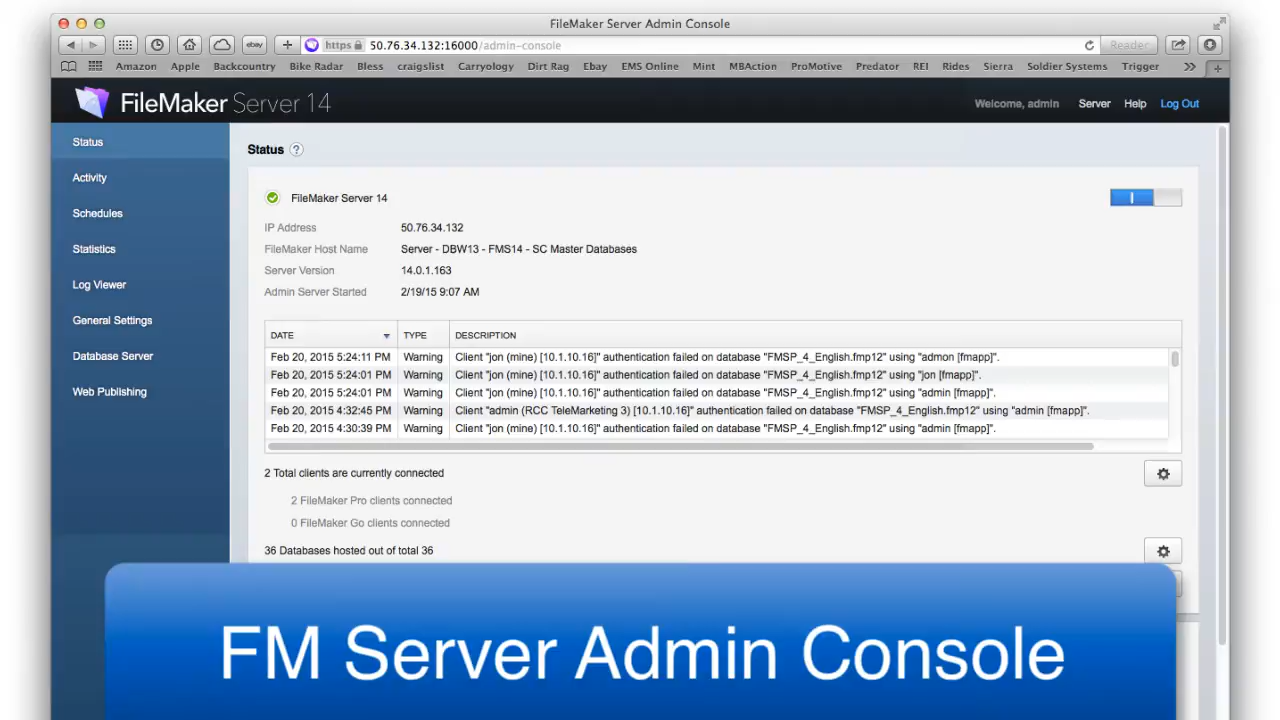 FileMaker Server Admin Console
ebay https 50.76.34.132:16000/admin-console Reader
Amazon Apple Backcountry Bike Radar Bless craigslist Carryology Dirt Rag Ebay EMS Online Mint MBAction ProMotive Predator REI Rides Sierra Soldier Systems Trigger
FileMaker Server 14
Welcome, admin Server Help Log Out
Status
Activity
Schedules
Statistics
Log Viewer
General Settings
Database Server
Web Publishing
Status ?
FileMaker Server 14
IP Address 50.76.34.132
FileMaker Host Name Server - DBW13 - FMS14 - SC Master Databases
Server Version 14.0.1.163
Admin Server Started 2/19/15 9:07 AM
DATE TYPE DESCRIPTION
Feb 20, 2015 5:24:11 PM Warning Client "jon (mine) [10.1.10.16]" authentication failed on database "FMSP_4_English.fmp12" using "admon [fmapp]".
Feb 20, 2015 5:24:01 PM Warning Client "jon (mine) [10.1.10.16]" authentication failed on database "FMSP_4_English.fmp12" using "jon [fmapp]".
Feb 20, 2015 5:24:01 PM Warning Client "jon (mine) [10.1.10.16]" authentication failed on database "FMSP_4_English.fmp12" using "admin [fmapp]".
Feb 20, 2015 4:32:45 PM Warning Client "admin (RCC TeleMarketing 3) [10.1.10.16]" authentication failed on database "FMSP_4_English.fmp12" using "admin [fmapp]".
Feb 20, 2015 4:30:39 PM Warning Client "jon (mine) [10.1.10.16]" authentication failed on database "FMSP_4_English.fmp12" using "admin [fmapp]".
2 Total clients are currently connected
2 FileMaker Pro clients connected
0 FileMaker Go clients connected
36 Databases hosted out of total 36
FM Server Admin Console